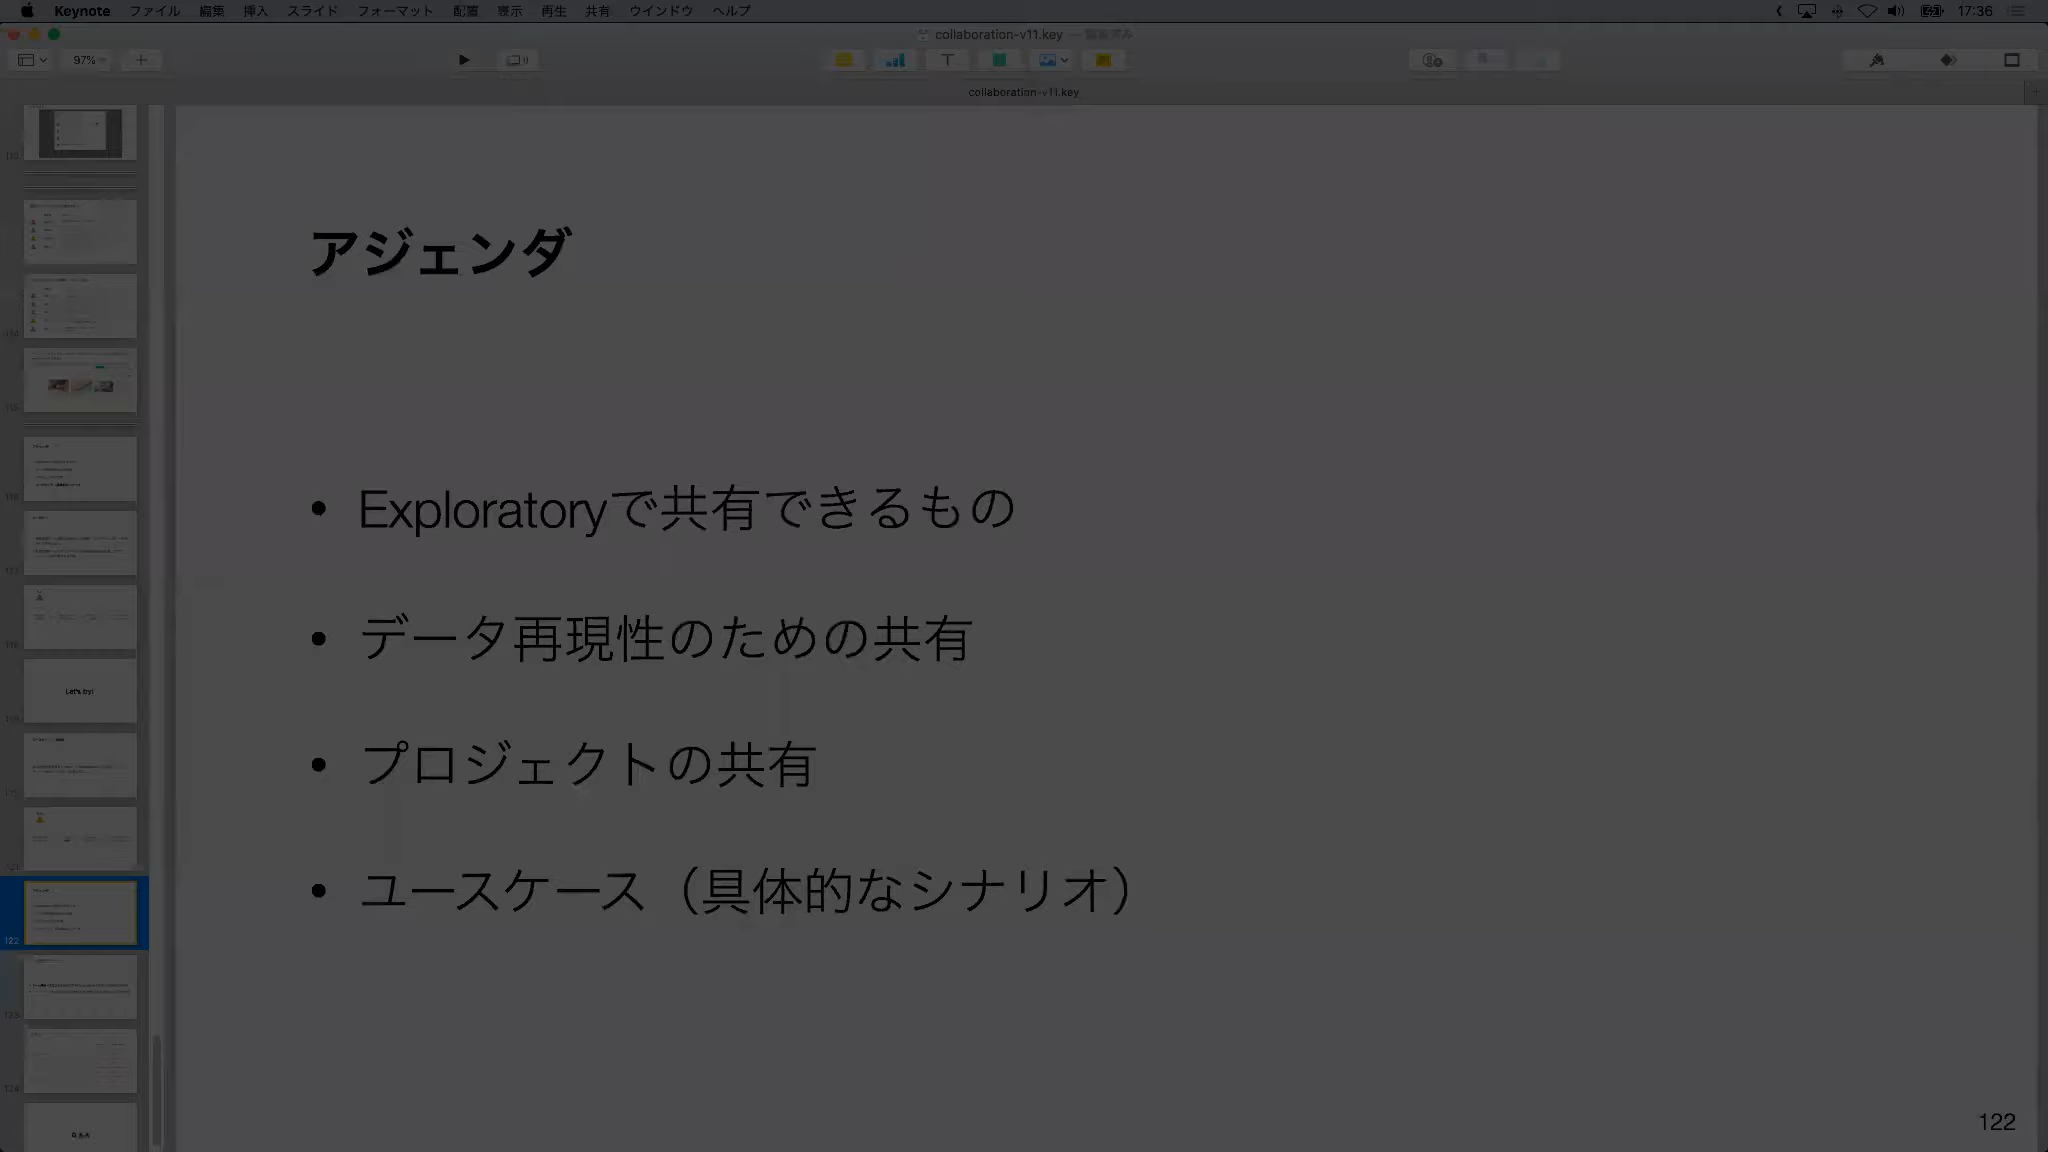 Keynote ファイル 編集 挿入 スライド フォーマット 配置 表示 再生 共有 ウインドウ ヘルプ 17:36
collaboration-v11.key
97%
collaboration-v11.key
アジェンダ
• Exploratoryで共有できるもの
• データ再現性のための共有
• プロジェクトの共有
• ユースケース（具体的なシナリオ）
Let's try!
122
122